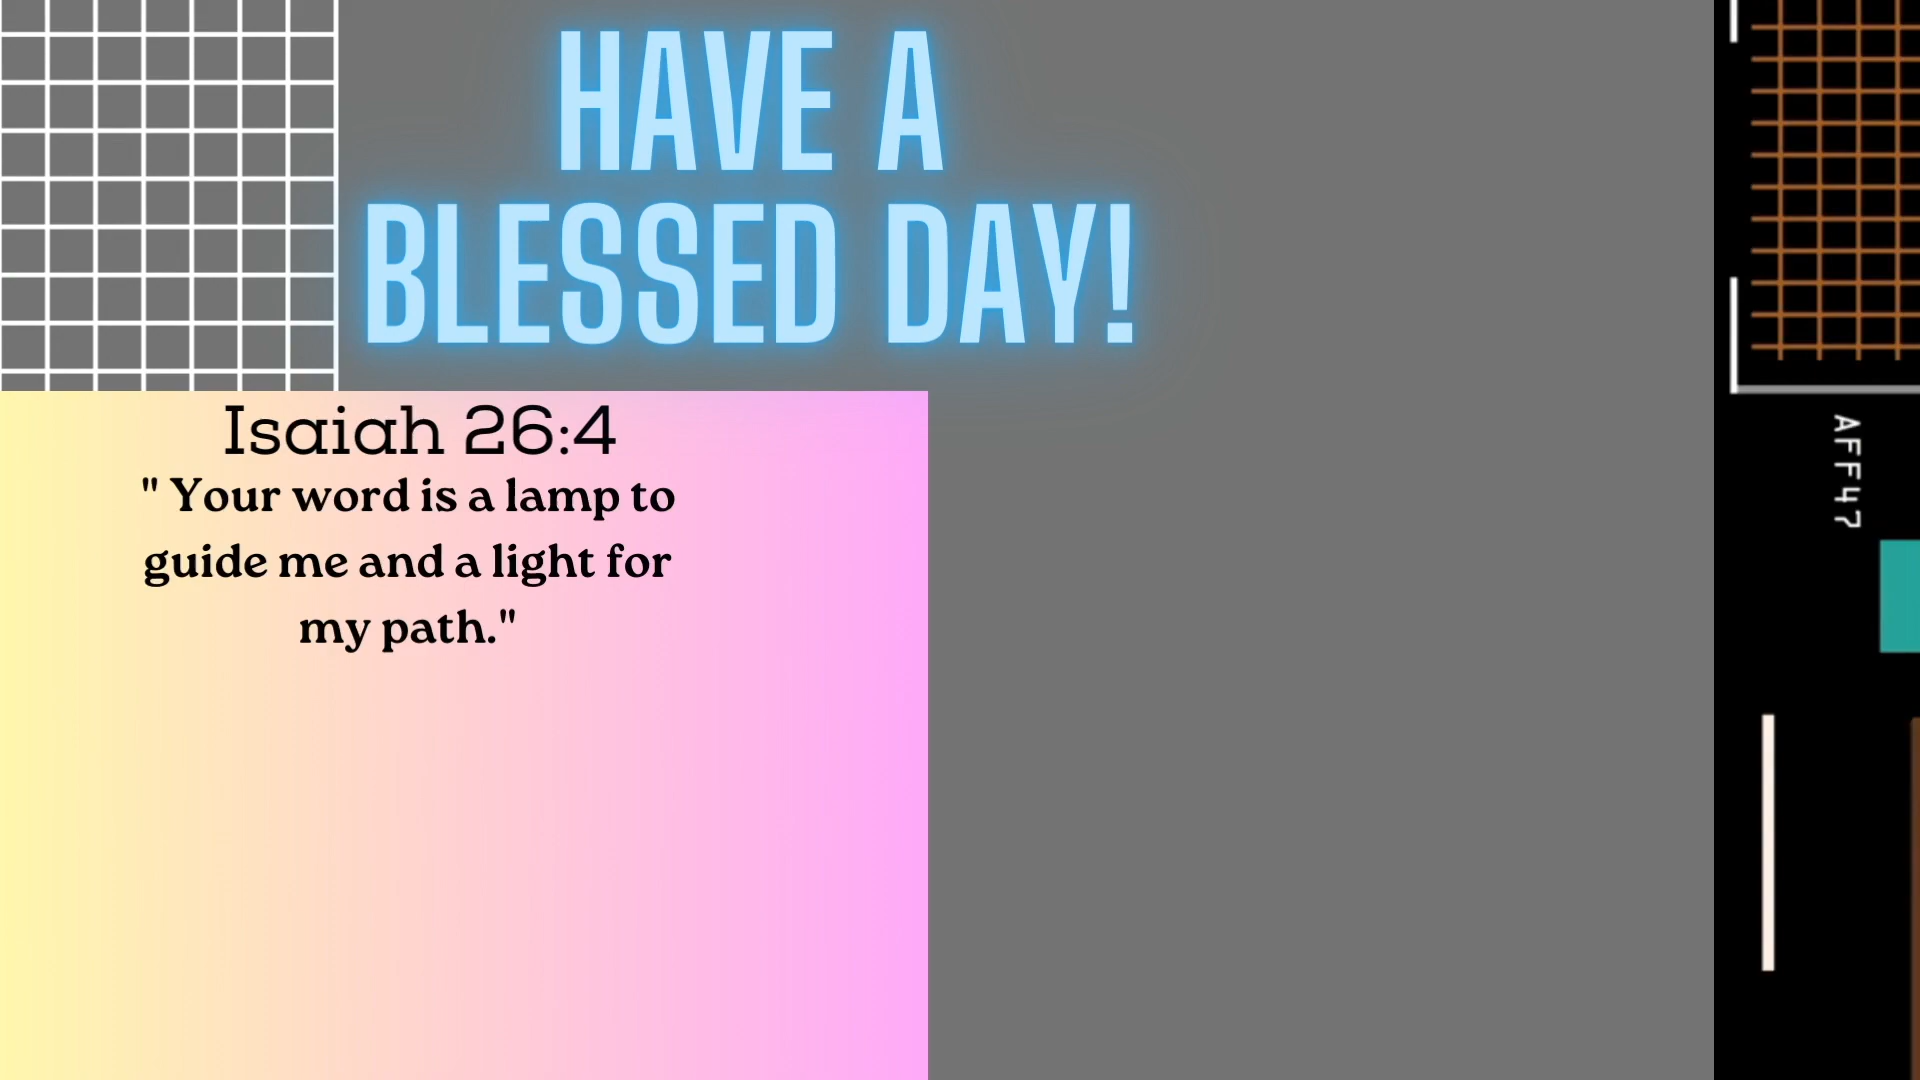 HAVE A
BLESSED DAY!
Isaiah 26:4
" Your word is a lamp to
guide me and a light for
my path."
AFF47